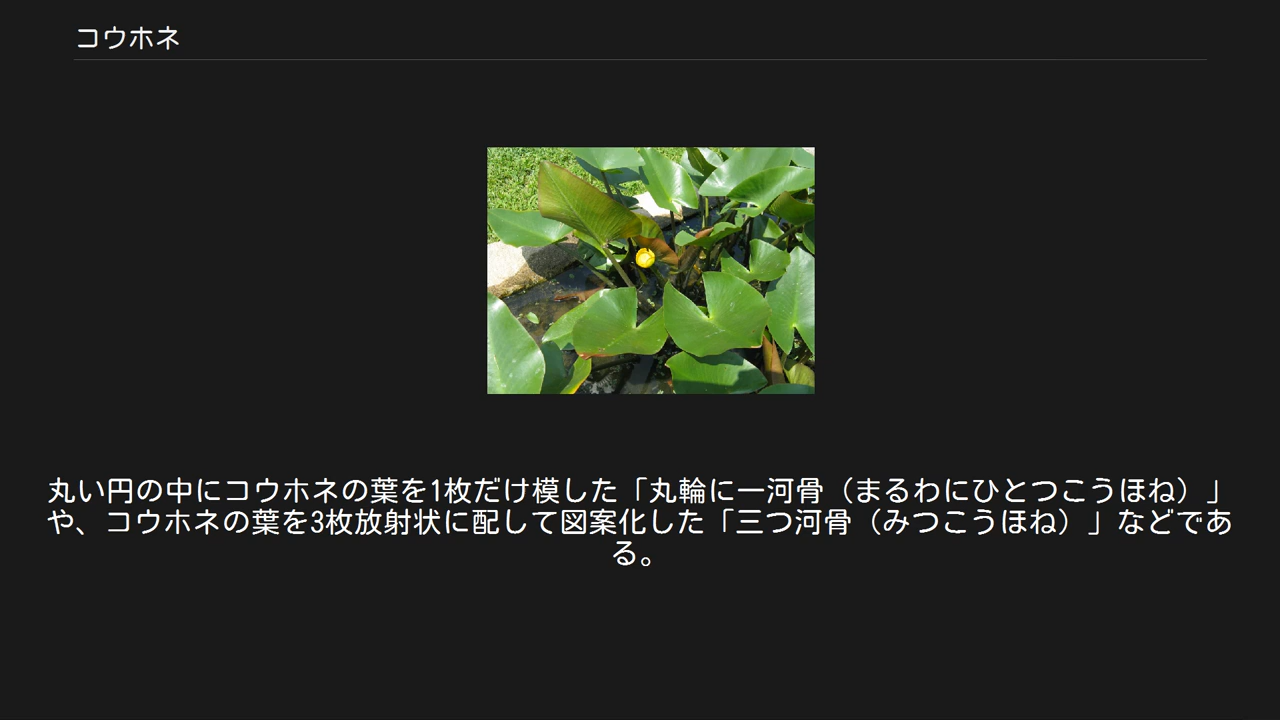 コウホネ
丸い円の中にコウホネの葉を1枚だけ模した「丸輪に一河骨（まるわにひとつこうほね）」
や、コウホネの葉を3枚放射状に配して図案化した「三つ河骨（みつこうほね）」などであ
る。